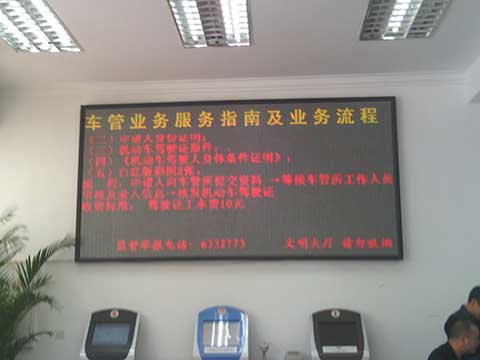 车管业务服务指南及业务流程
（二）申请人身份证明；
（三）机动车驾驶证原件；
（四）《机动车驾驶人身体条件证明》；
（五）白底彩照2张；
流　程：申请人向车管所提交资料→等候车管所工作人员
审核及录入信息→核发机动车驾驶证
收费标准：　驾驶证工本费10元
监督举报电话：6332773　文明大厅 请勿吸烟